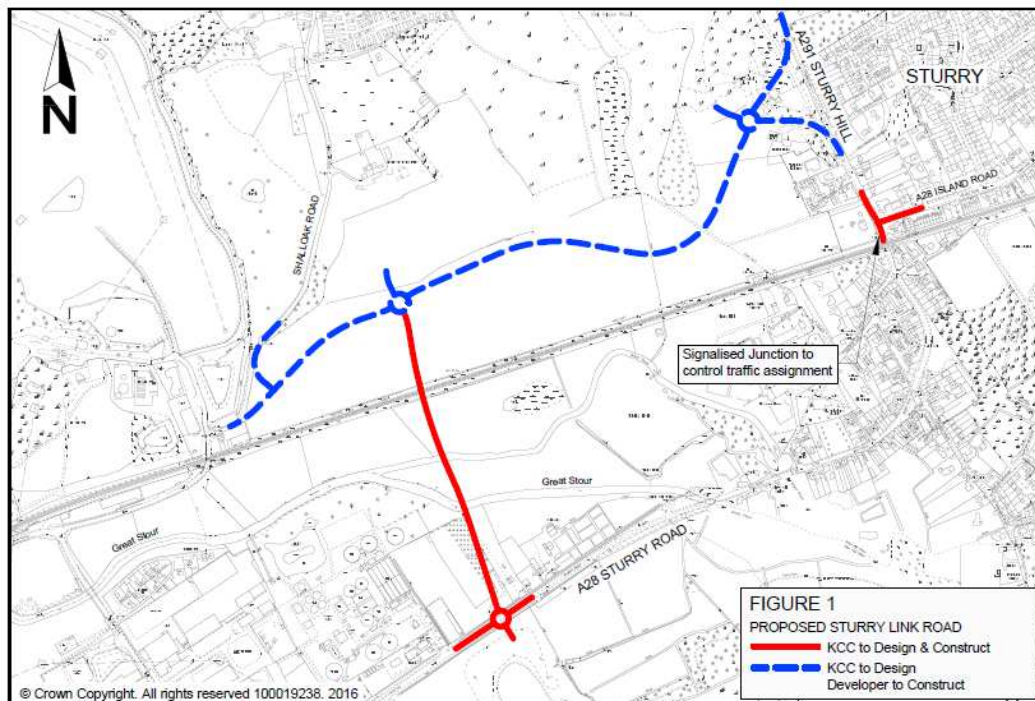 N
A291 STURRY HILL
STURRY
A28 ISLAND ROAD
SHALLOAK ROAD
Signalised Junction to
control traffic assignment
Great Stour
Great Stour
A28 STURRY ROAD
FIGURE 1
PROPOSED STURRY LINK ROAD
KCC to Design & Construct
KCC to Design
Developer to Construct
© Crown Copyright. All rights reserved 100019238. 2016